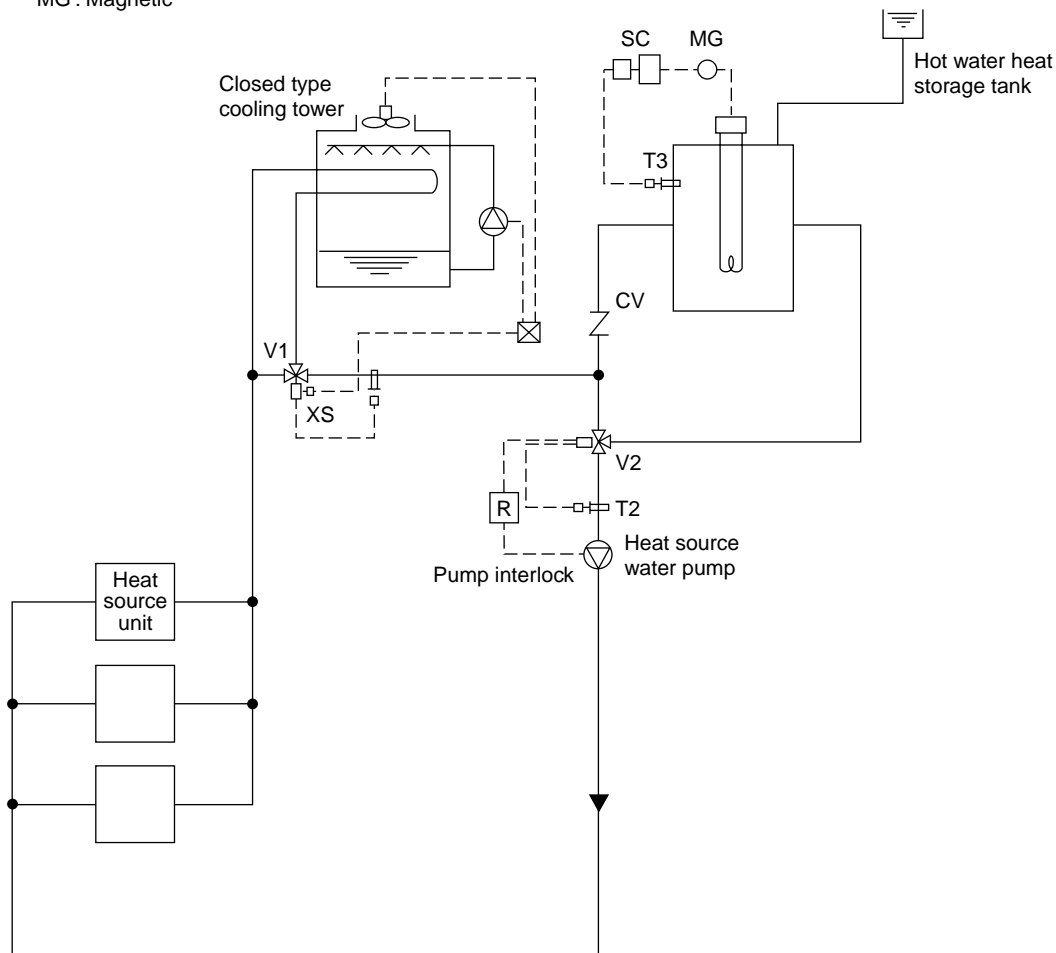 MG : Magnetic
SC
MG
Hot water heat
storage tank
Closed type
cooling tower
T3
CV
V1
XS
V2
R
T2
Heat source
water pump
Pump interlock
Heat
source
unit